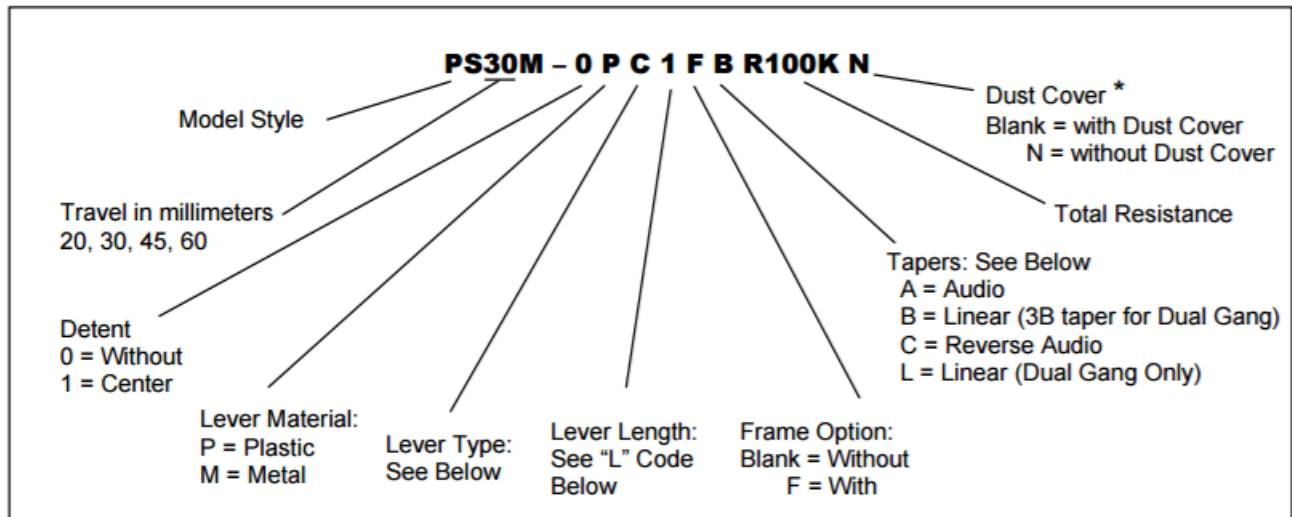 PS30M – 0 P C 1 F B R100K N
Dust Cover *
Blank = with Dust Cover
N = without Dust Cover
Model Style
Total Resistance
Travel in millimeters
20, 30, 45, 60
Tapers: See Below
A = Audio
B = Linear (3B taper for Dual Gang)
C = Reverse Audio
L = Linear (Dual Gang Only)
Detent
0 = Without
1 = Center
Lever Material:
P = Plastic
M = Metal
Lever Type:
See Below
Lever Length:
See “L” Code
Below
Frame Option:
Blank = Without
F = With